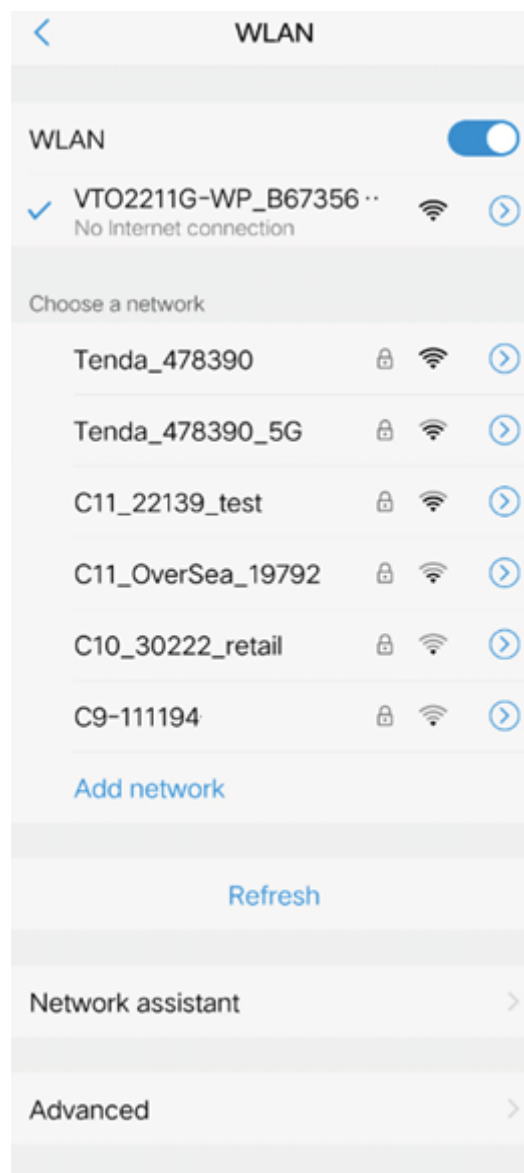 WLAN
WLAN
VTO2211G-WP_B67356··
No Internet connection
Choose a network
Tenda_478390
Tenda_478390_5G
C11_22139_test
C11_OverSea_19792
C10_30222_retail
C9-111194
Add network
Refresh
Network assistant
Advanced